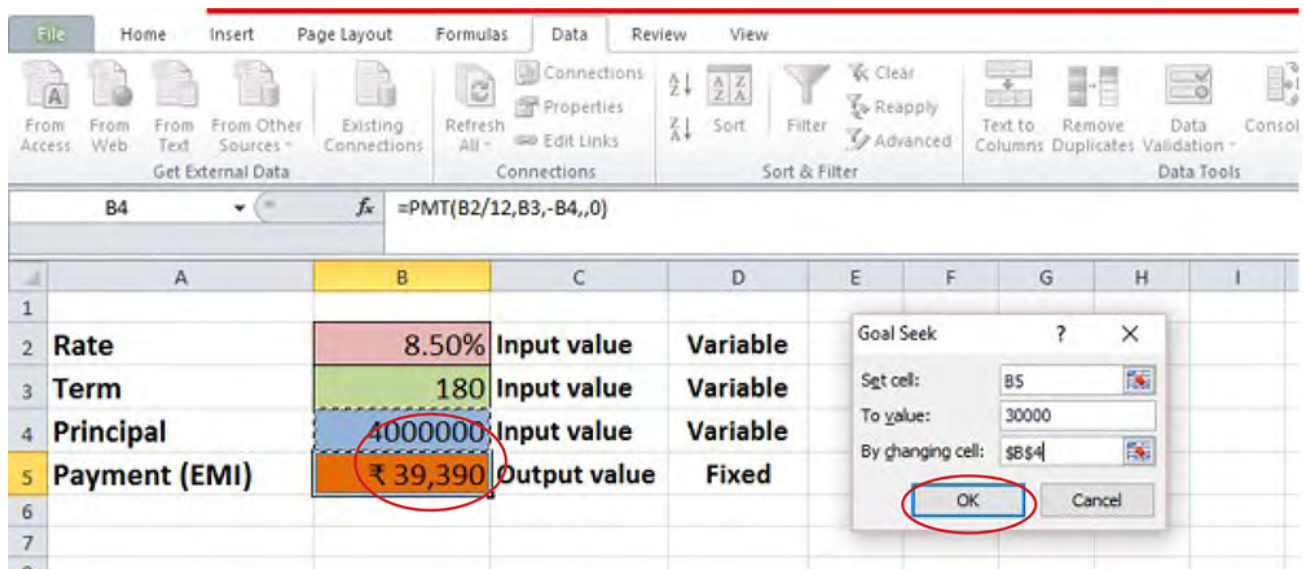 File Home Insert Page Layout Formulas Data Review View
From Access
From Web
From Text
From Other Sources
Existing Connections
Get External Data
Refresh All
Connections
Properties
Edit Links
Connections
Sort
Filter
Clear
Reapply
Advanced
Sort & Filter
Text to Columns
Remove Duplicates
Data Validation
Consol
Data Tools
B4 fx =PMT(B2/12,B3,-B4,,0)
A B C D E F G H I
1
2 Rate 8.50% Input value Variable
3 Term 180 Input value Variable
4 Principal 4000000 Input value Variable
5 Payment (EMI) ₹ 39,390 Output value Fixed
6
7
Goal Seek ? X
Set cell: B5
To value: 30000
By changing cell: $B$4
OK Cancel